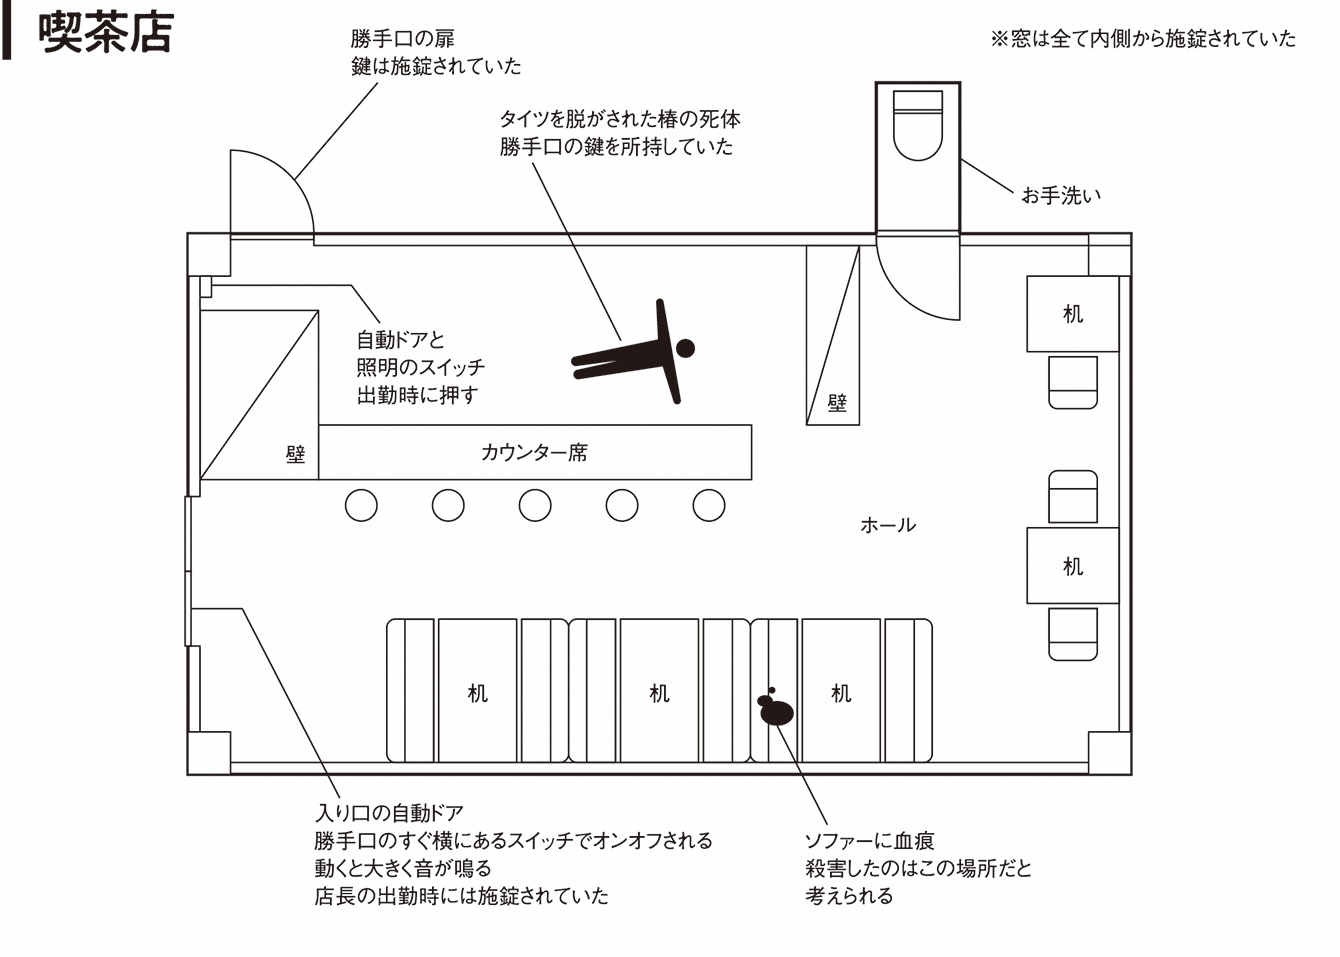 喫茶店
勝手口の扉
鍵は施錠されていた
※窓は全て内側から施錠されていた
タイツを脱がされた椿の死体
勝手口の鍵を所持していた
お手洗い
自動ドアと
照明のスイッチ
出勤時に押す
机
壁
壁
カウンター席
ホール
机
机
机
机
入り口の自動ドア
勝手口のすぐ横にあるスイッチでオンオフされる
動くと大きく音が鳴る
店長の出勤時には施錠されていた
ソファーに血痕
殺害したのはこの場所だと
考えられる